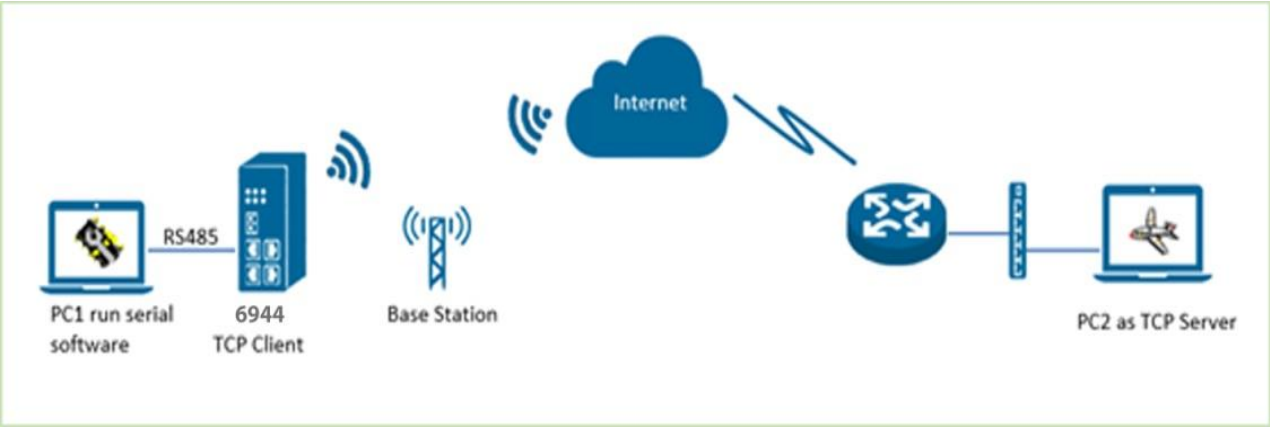 Internet
RS485
PC1 run serial
software
6944
TCP Client
Base Station
PC2 as TCP Server